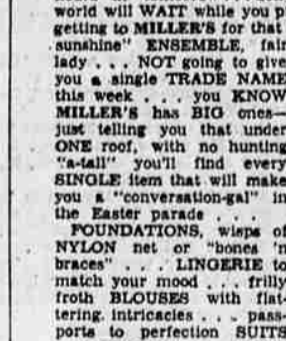 world will WAIT while you p
getting to MILLER'S for that
sunshine" ENSEMBLE, fair
lady . . . NOT going to give
you a single TRADE NAME
this week . . . you KNOW
MILLER'S has BIG ones—
just telling you that under
ONE roof, with no hunting
"a-tall" you'll find every
SINGLE item that will make
you a "conversation-gal" in
the Easter parade . . .
FOUNDATIONS, wisps of
NYLON net or "bones 'n
braces" . . . LINGERIE to
match your mood . . . frilly
froth BLOUSES with flat-
tering. intricacies . . . pass-
ports to perfection SUITS